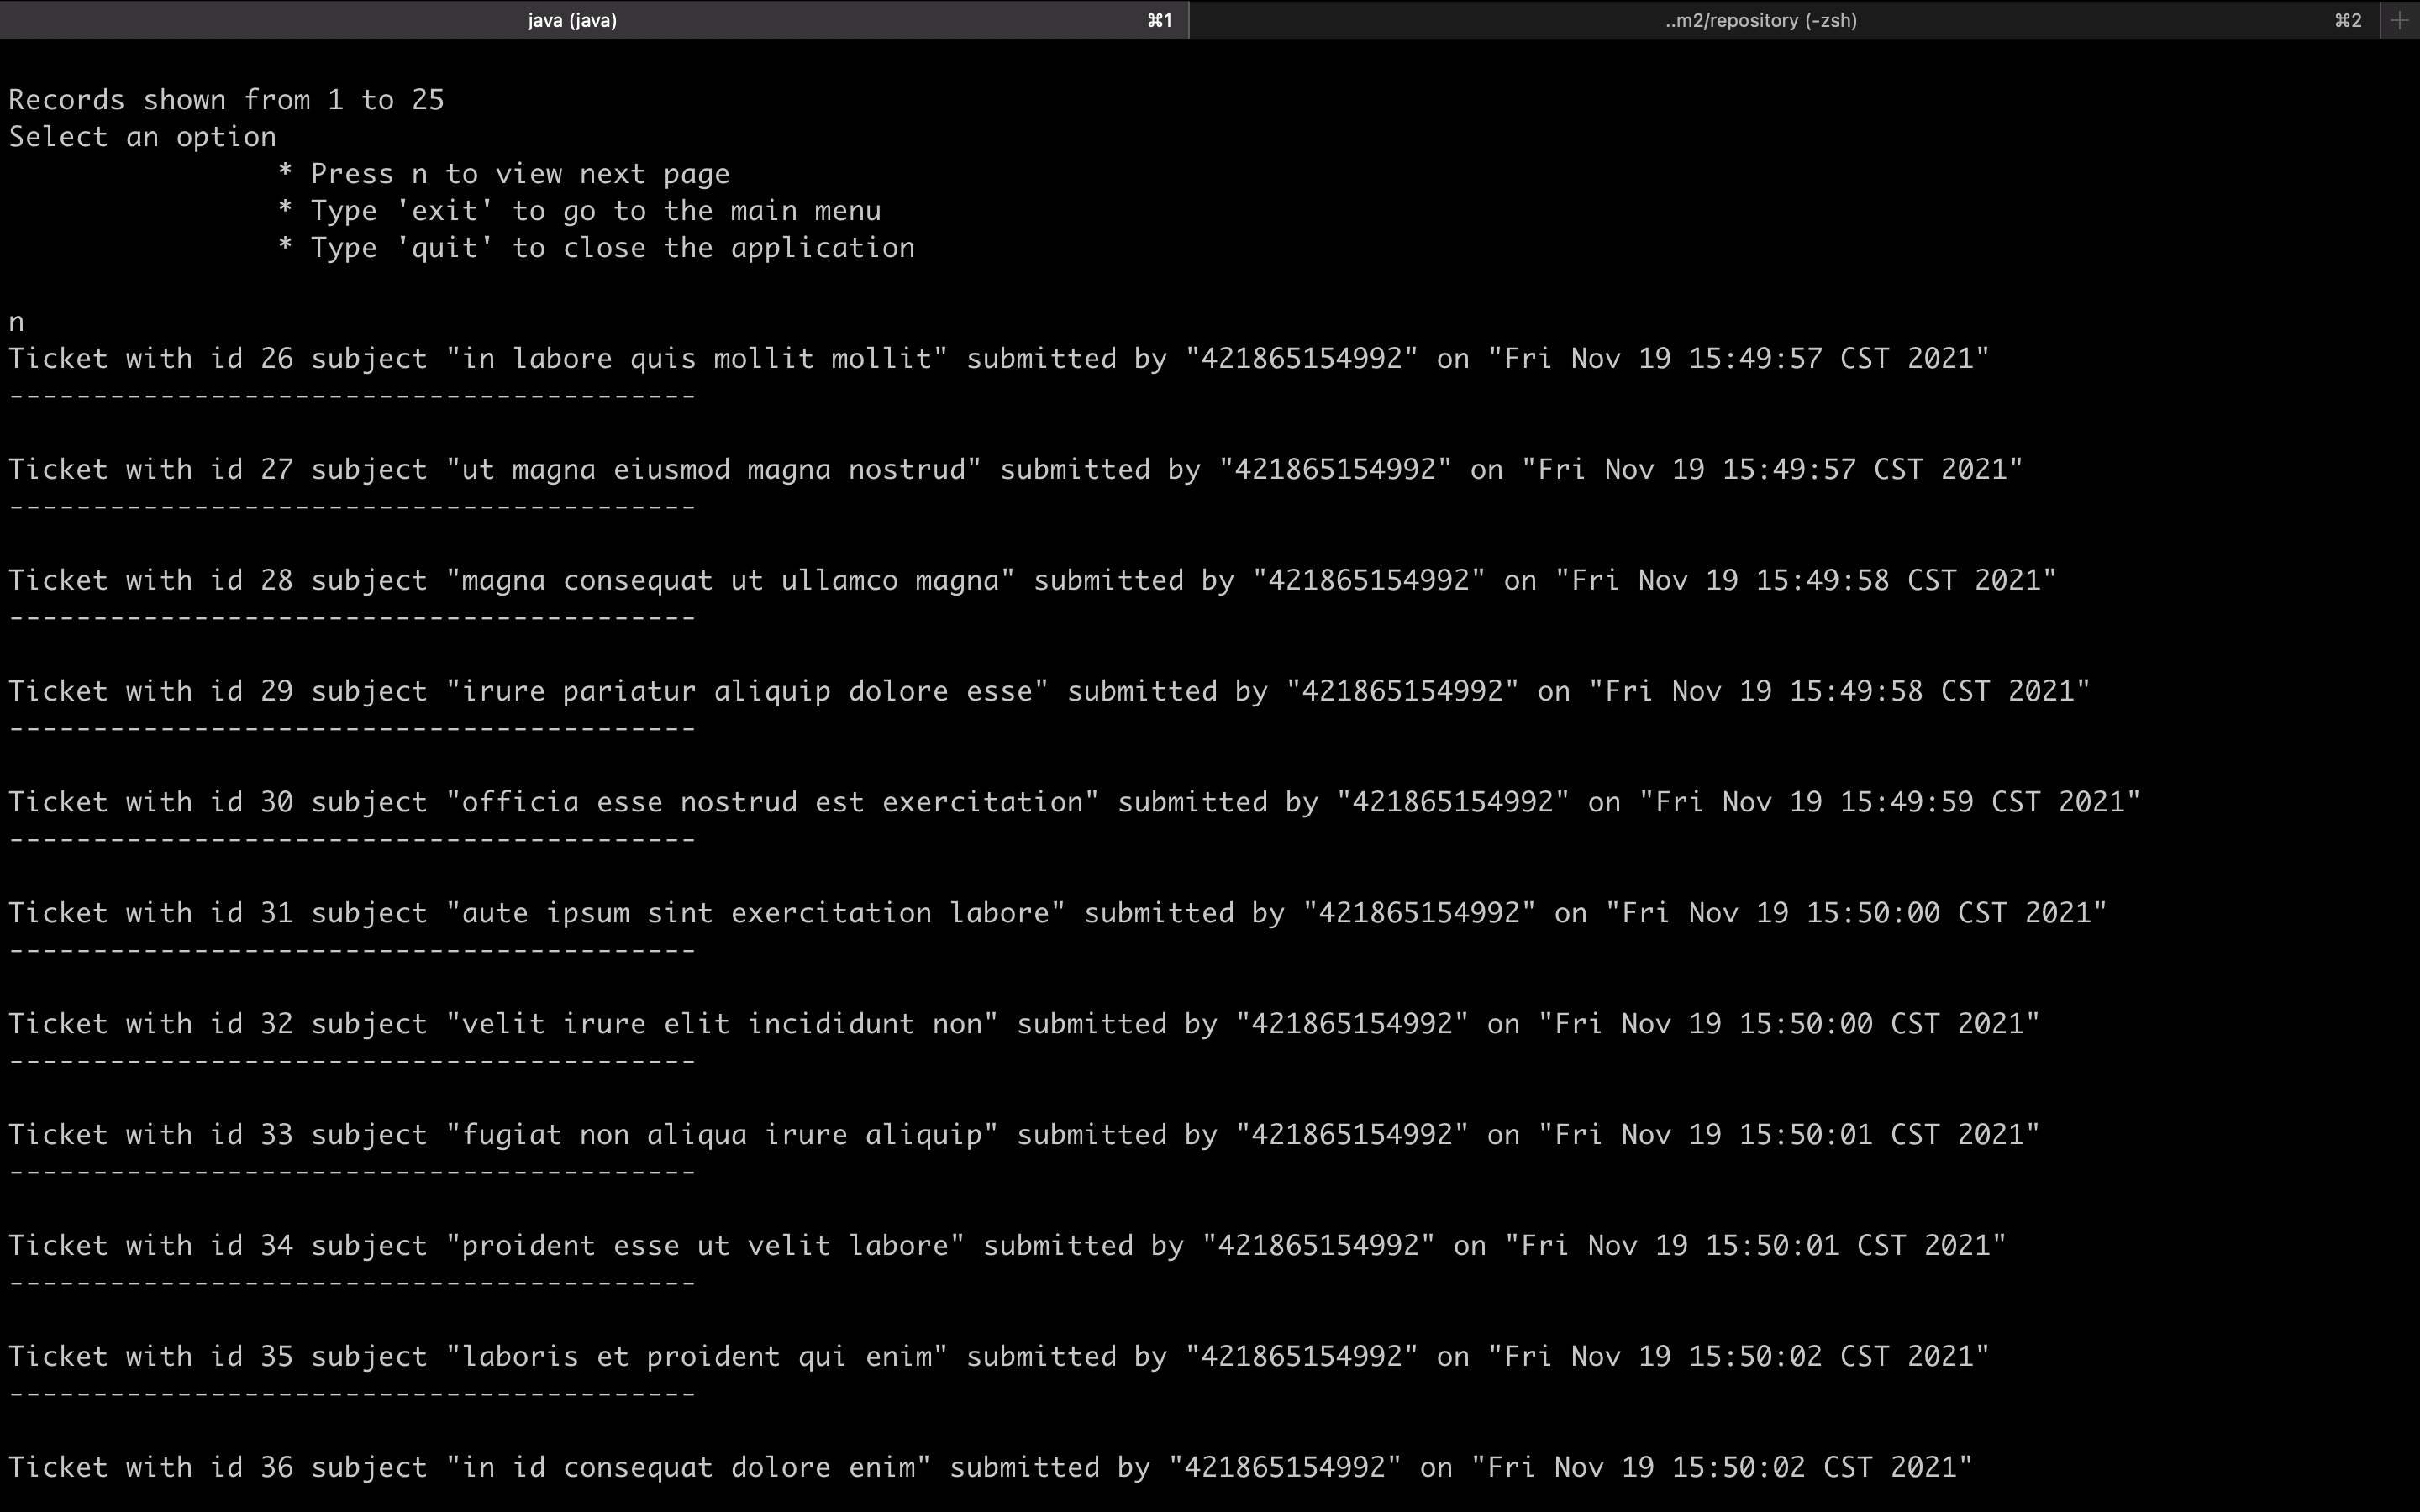 java (java) ⌘1 ..m2/repository (-zsh) ⌘2 +
Records shown from 1 to 25
Select an option
* Press n to view next page
* Type 'exit' to go to the main menu
* Type 'quit' to close the application
n
Ticket with id 26 subject "in labore quis mollit mollit" submitted by "421865154992" on "Fri Nov 19 15:49:57 CST 2021"
-----------------------------------------
Ticket with id 27 subject "ut magna eiusmod magna nostrud" submitted by "421865154992" on "Fri Nov 19 15:49:57 CST 2021"
-----------------------------------------
Ticket with id 28 subject "magna consequat ut ullamco magna" submitted by "421865154992" on "Fri Nov 19 15:49:58 CST 2021"
-----------------------------------------
Ticket with id 29 subject "irure pariatur aliquip dolore esse" submitted by "421865154992" on "Fri Nov 19 15:49:58 CST 2021"
-----------------------------------------
Ticket with id 30 subject "officia esse nostrud est exercitation" submitted by "421865154992" on "Fri Nov 19 15:49:59 CST 2021"
-----------------------------------------
Ticket with id 31 subject "aute ipsum sint exercitation labore" submitted by "421865154992" on "Fri Nov 19 15:50:00 CST 2021"
-----------------------------------------
Ticket with id 32 subject "velit irure elit incididunt non" submitted by "421865154992" on "Fri Nov 19 15:50:00 CST 2021"
-----------------------------------------
Ticket with id 33 subject "fugiat non aliqua irure aliquip" submitted by "421865154992" on "Fri Nov 19 15:50:01 CST 2021"
-----------------------------------------
Ticket with id 34 subject "proident esse ut velit labore" submitted by "421865154992" on "Fri Nov 19 15:50:01 CST 2021"
-----------------------------------------
Ticket with id 35 subject "laboris et proident qui enim" submitted by "421865154992" on "Fri Nov 19 15:50:02 CST 2021"
-----------------------------------------
Ticket with id 36 subject "in id consequat dolore enim" submitted by "421865154992" on "Fri Nov 19 15:50:02 CST 2021"